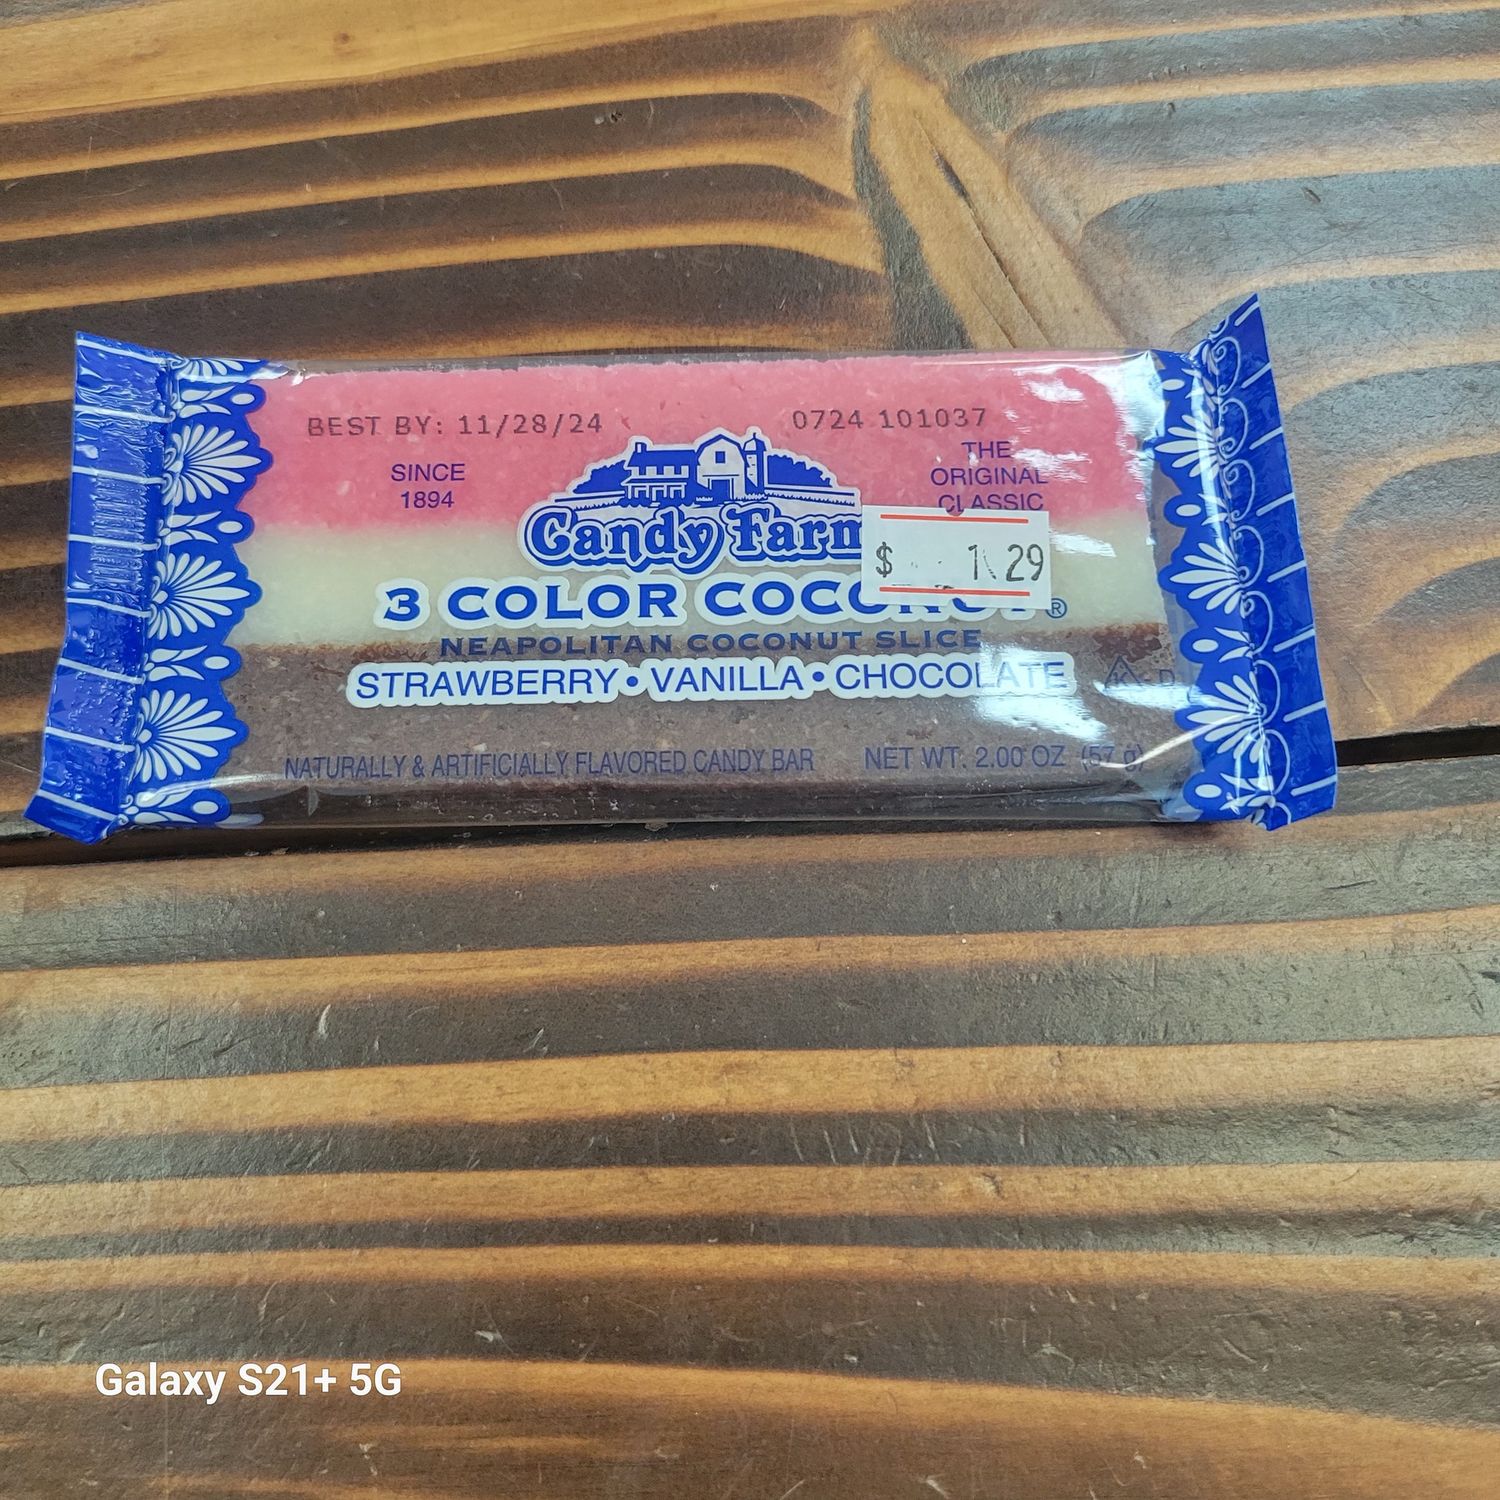 BEST BY: 11/28/24 0724 101037
SINCE
1894
THE
ORIGINAL
CLASSIC
Candy Farm
$ 1.29
3 COLOR COCONUT®
NEAPOLITAN COCONUT SLICE
STRAWBERRY • VANILLA • CHOCOLATE
K-D
NATURALLY & ARTIFICIALLY FLAVORED CANDY BAR NET WT. 2.00 OZ (57 g)
Galaxy S21+ 5G